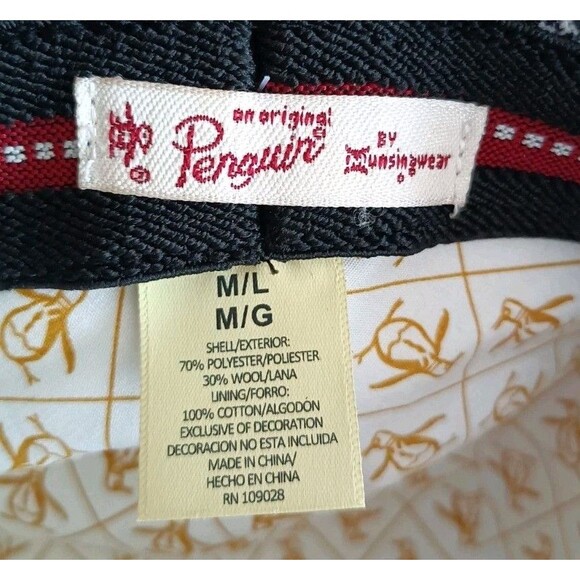 an original
Penguin
BY
Munsingwear
®
M/L
M/G
SHELL/EXTERIOR:
70% POLYESTER/POLIESTER
30% WOOL/LANA
LINING/FORRO:
100% COTTON/ALGODÓN
EXCLUSIVE OF DECORATION
DECORACION NO ESTA INCLUIDA
MADE IN CHINA/
HECHO EN CHINA
RN 109028